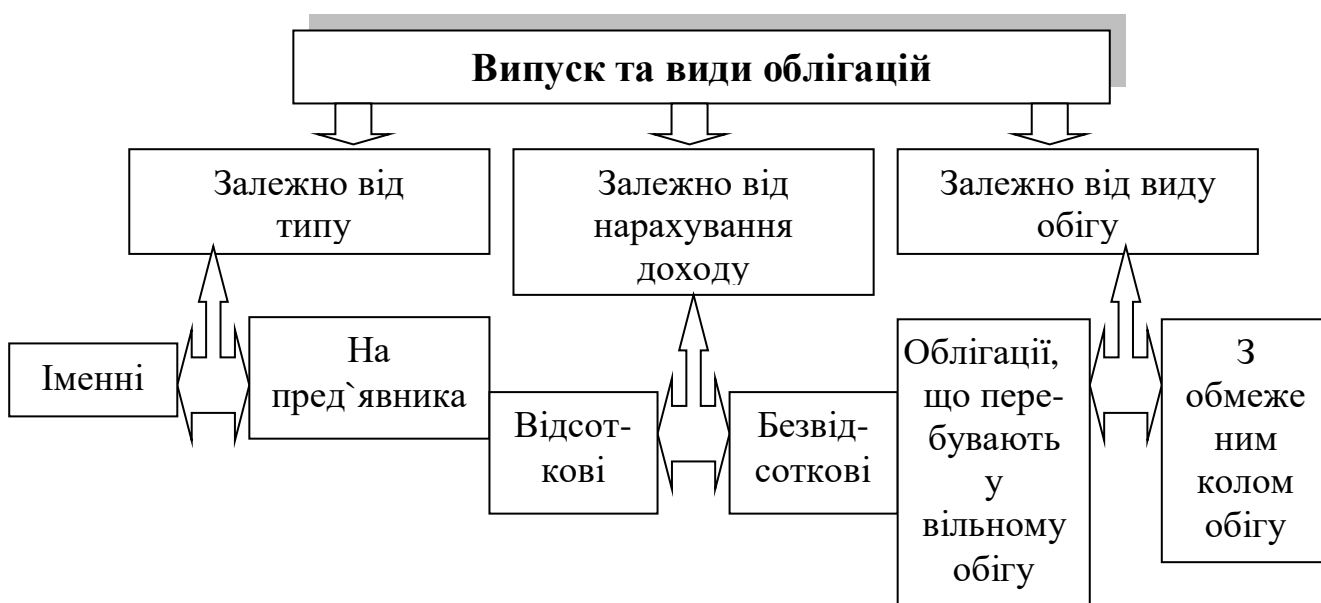 Випуск та види облігацій
Залежно від
типу
Залежно від
нарахування
доходу
Залежно від виду
обігу
Іменні
На
пред`явника
Відсот-
кові
Безвід-
соткові
Облігації,
що пере-
бувають
у
вільному
обігу
З
обмеже
ним
колом
обігу